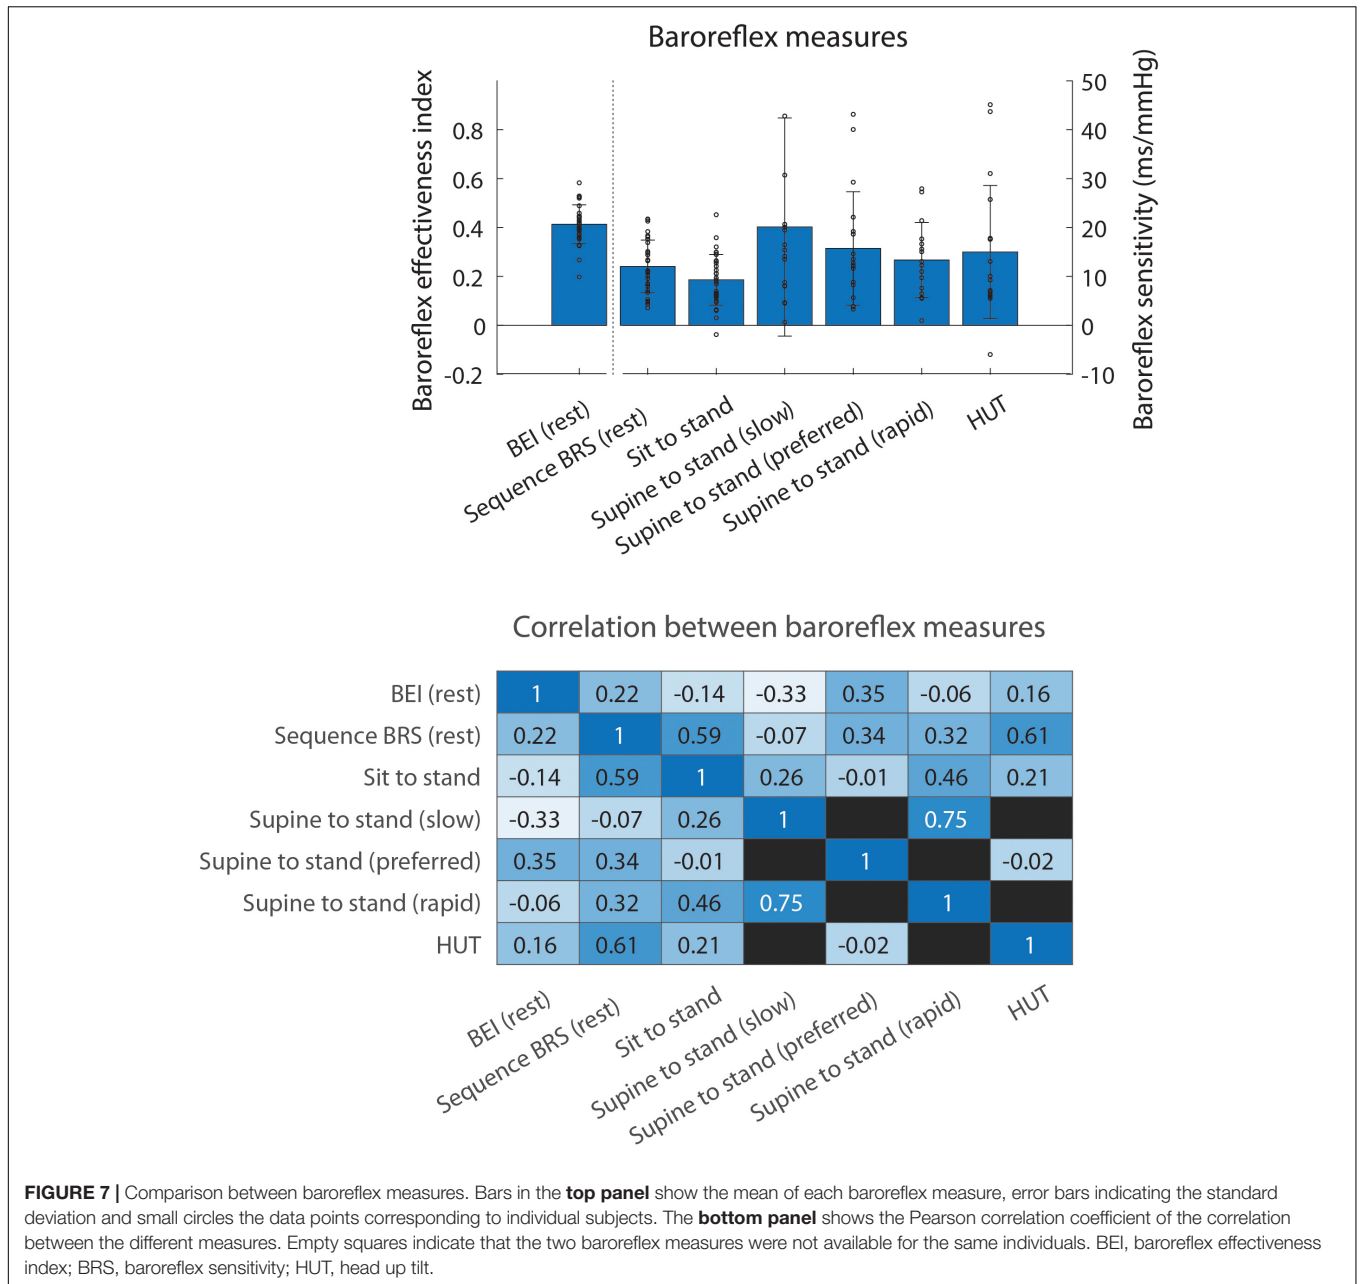 Baroreflex measures
Baroreflex effectiveness index
0.8
0.6
0.4
0.2
0
-0.2
50
40
30
20
10
0
-10
Baroreflex sensitivity (ms/mmHg)
BEI (rest)
Sequence BRS (rest)
Sit to stand
Supine to stand (slow)
Supine to stand (preferred)
Supine to stand (rapid)
HUT
Correlation between baroreflex measures
BEI (rest) 1 0.22 -0.14 -0.33 0.35 -0.06 0.16
Sequence BRS (rest) 0.22 1 0.59 -0.07 0.34 0.32 0.61
Sit to stand -0.14 0.59 1 0.26 -0.01 0.46 0.21
Supine to stand (slow) -0.33 -0.07 0.26 1 0.75
Supine to stand (preferred) 0.35 0.34 -0.01 1 -0.02
Supine to stand (rapid) -0.06 0.32 0.46 0.75 1
HUT 0.16 0.61 0.21 -0.02 1
BEI (rest)
Sequence BRS (rest)
Sit to stand
Supine to stand (slow)
Supine to stand (preferred)
Supine to stand (rapid)
HUT
FIGURE 7 | Comparison between baroreflex measures. Bars in the top panel show the mean of each baroreflex measure, error bars indicating the standard
deviation and small circles the data points corresponding to individual subjects. The bottom panel shows the Pearson correlation coefficient of the correlation
between the different measures. Empty squares indicate that the two baroreflex measures were not available for the same individuals. BEI, baroreflex effectiveness
index; BRS, baroreflex sensitivity; HUT, head up tilt.